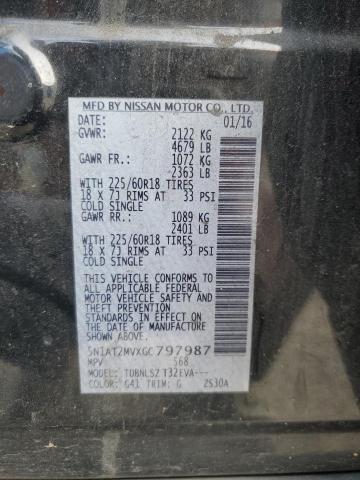 MFD BY NISSAN MOTOR CO., LTD.
DATE: 01/16
GVWR: 2122 KG
4679 LB
GAWR FR.: 1072 KG
2363 LB
WITH 225/60R18 TIRES
18 X 7J RIMS AT 33 PSI
COLD SINGLE
GAWR RR.: 1089 KG
2401 LB
WITH 225/60R18 TIRES
18 X 7J RIMS AT 33 PSI
COLD SINGLE
THIS VEHICLE CONFORMS TO
ALL APPLICABLE FEDERAL
MOTOR VEHICLE SAFETY
STANDARDS IN EFFECT ON
THE DATE OF MANUFACTURE
SHOWN ABOVE.
5N1AT2MVXGC797987
MPV 568
MODEL: TDBNLS2 T32EVA---
COLOR: G41 TRIM: G ZS30A